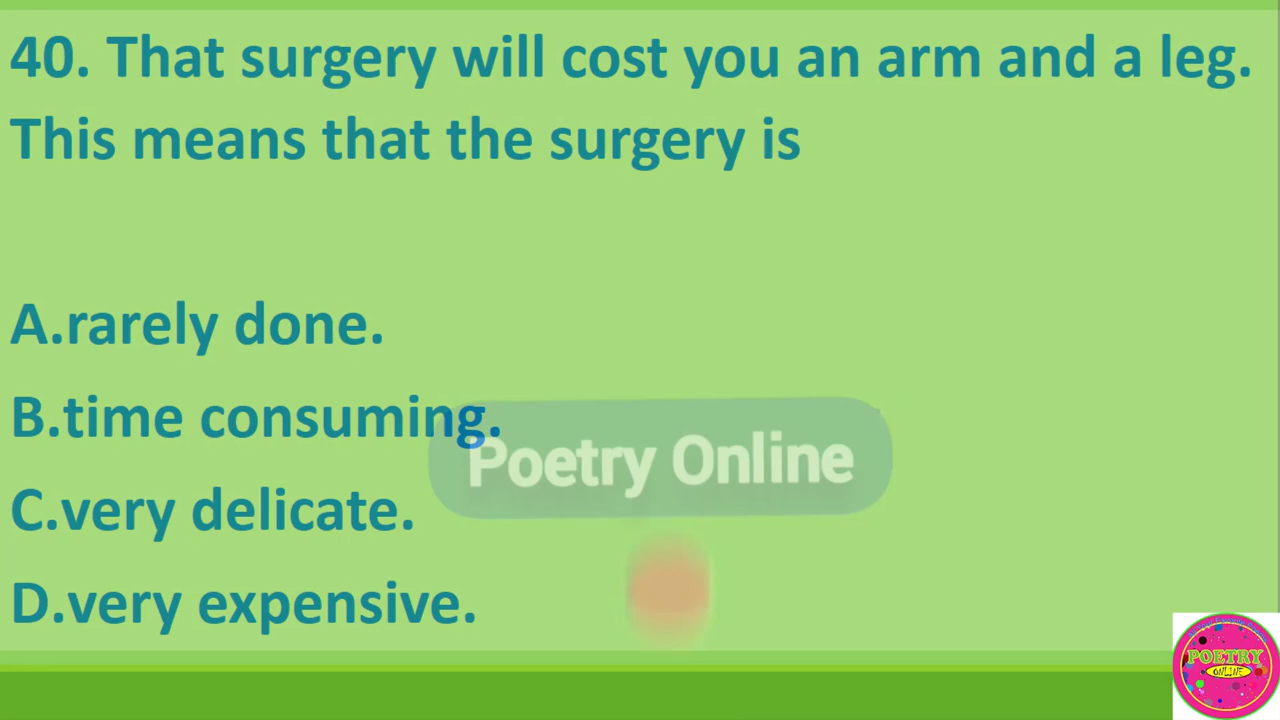 40. That surgery will cost you an arm and a leg.
This means that the surgery is
A.rarely done.
B.time consuming.
C.very delicate.
D.very expensive.
Poetry Online
POETRY
ONLINE